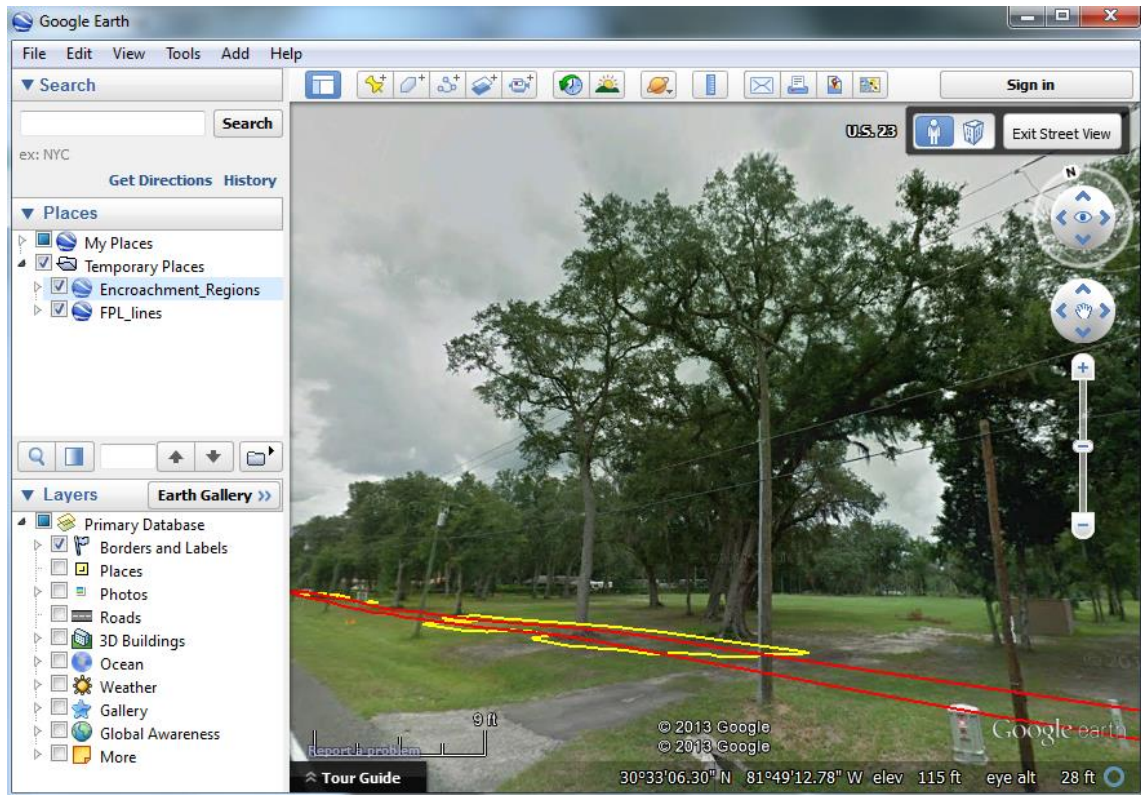 Google Earth
File Edit View Tools Add Help
Search
Search
ex: NYC
Get Directions History
Places
My Places
Temporary Places
Encroachment_Regions
FPL_lines
Layers
Earth Gallery »
Primary Database
Borders and Labels
Places
Photos
Roads
3D Buildings
Ocean
Weather
Gallery
Global Awareness
More
Sign in
U.S. 23
Exit Street View
N
9 ft
Report a problem
© 2013 Google
© 2013 Google
Google earth
Tour Guide
30°33'06.30" N 81°49'12.78" W elev 115 ft eye alt 28 ft